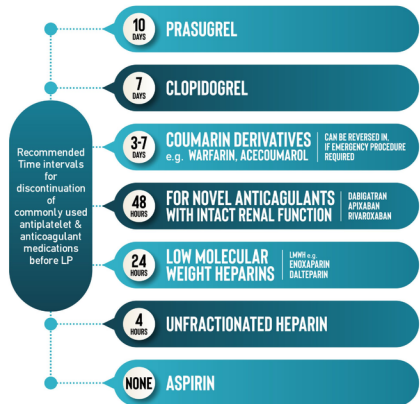 Recommended
Time intervals
for
discontinuation
of
commonly used
antiplatelet &
anticoagulant
medications
before LP
10
DAYS
PRASUGREL
7
DAYS
CLOPIDOGREL
3-7
DAYS
COUMARIN DERIVATIVES
e.g. WARFARIN, ACECOUMAROL
CAN BE REVERSED IN,
IF EMERGENCY PROCEDURE
REQUIRED
48
HOURS
FOR NOVEL ANTICAGULANTS
WITH INTACT RENAL FUNCTION
DABIGATRAN
APIXABAN
RIVAROXABAN
24
HOURS
LOW MOLECULAR
WEIGHT HEPARINS
LMWH e.g.
ENOXAPARIN
DALTEPARIN
4
HOURS
UNFRACTIONATED HEPARIN
NONE
ASPIRIN